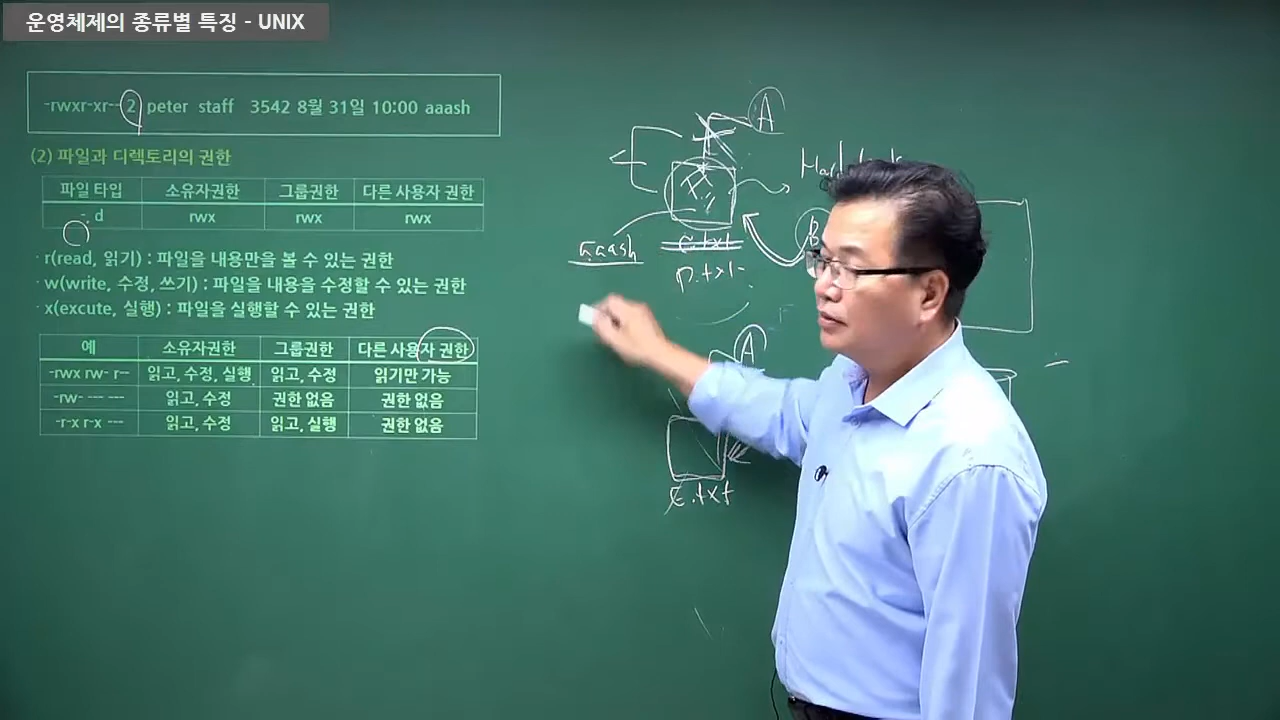 운영체제의 종류별 특징 - UNIX
-rwxr-xr-- 2 peter staff 3542 8월 31일 10:00 aaash
(2) 파일과 디렉토리의 권한
파일 타입 소유자권한 그룹권한 다른 사용자 권한
-, d rwx rwx rwx
· r(read, 읽기) : 파일을 내용만을 볼 수 있는 권한
· w(write, 수정, 쓰기) : 파일을 내용을 수정할 수 있는 권한
· x(excute, 실행) : 파일을 실행할 수 있는 권한
예 소유자권한 그룹권한 다른 사용자 권한
-rwx rw- r-- 읽고, 수정, 실행 읽고, 수정 읽기만 가능
-rw- --- --- 읽고, 수정 권한 없음 권한 없음
-r-x r-x --- 읽고, 수정 읽고, 실행 권한 없음
A
B
aaash
c.txt
p.txt
A
c.txt